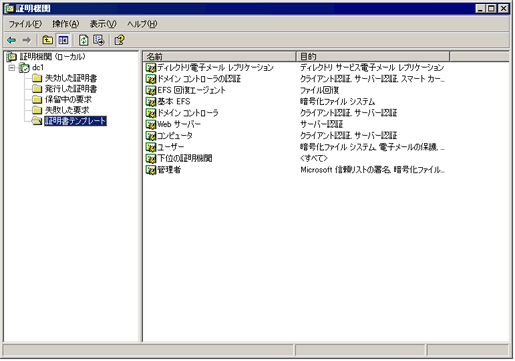 証明機関
ファイル(F) 操作(A) 表示(V) ヘルプ(H)
証明機関 (ローカル)
dc1
失効した証明書
発行した証明書
保留中の要求
失敗した要求
証明書テンプレート
名前 目的
ディレクトリ電子メール レプリケーション ディレクトリ サービス電子メール レプリケーション
ドメイン コントローラの認証 クライアント認証, サーバー認証, スマート カー...
EFS 回復エージェント ファイル回復
基本 EFS 暗号化ファイル システム
ドメイン コントローラ クライアント認証, サーバー認証
Web サーバー サーバー認証
コンピュータ クライアント認証, サーバー認証
ユーザー 暗号化ファイル システム, 電子メールの保護, ...
下位の証明機関 <すべて>
管理者 Microsoft 信頼リストの署名, 暗号化ファイル...